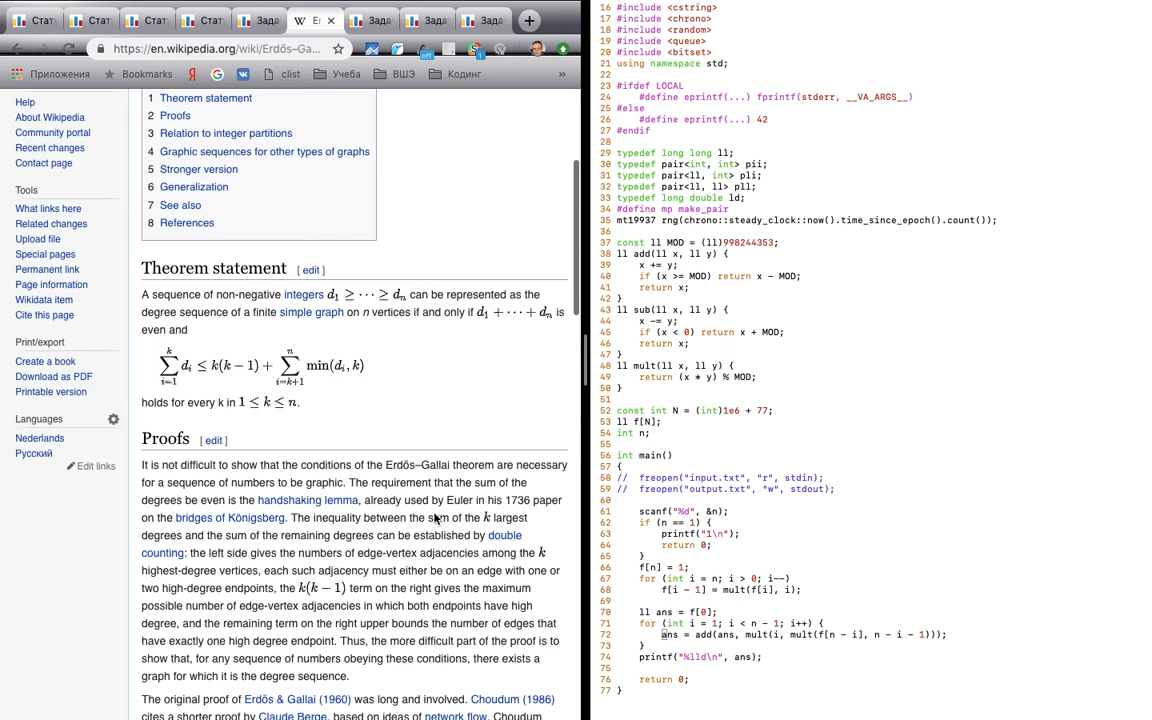 Стат
Стат
Стат
Стат
Зада
W Er
Зада
Зада
Зада
https://en.wikipedia.org/wiki/Erdős–Ga...
Приложения
Bookmarks
Я
G
clist
Учеба
ВШЭ
Кодинг
»
off
1
Help
About Wikipedia
Community portal
Recent changes
Contact page
Tools
What links here
Related changes
Upload file
Special pages
Permanent link
Page information
Wikidata item
Cite this page
Print/export
Create a book
Download as PDF
Printable version
Languages
Nederlands
Русский
Edit links
1 Theorem statement
2 Proofs
3 Relation to integer partitions
4 Graphic sequences for other types of graphs
5 Stronger version
6 Generalization
7 See also
8 References
Theorem statement [ edit ]
A sequence of non-negative integers d₁ ≥ ⋯ ≥ dₙ can be represented as the
degree sequence of a finite simple graph on n vertices if and only if d₁ + ⋯ + dₙ is
even and
∑_{i=1}^{k} d_i ≤ k(k − 1) + ∑_{i=k+1}^{n} min(d_i, k)
holds for every k in 1 ≤ k ≤ n.
Proofs [ edit ]
It is not difficult to show that the conditions of the Erdős–Gallai theorem are necessary
for a sequence of numbers to be graphic. The requirement that the sum of the
degrees be even is the handshaking lemma, already used by Euler in his 1736 paper
on the bridges of Königsberg. The inequality between the sum of the k largest
degrees and the sum of the remaining degrees can be established by double
counting: the left side gives the numbers of edge-vertex adjacencies among the k
highest-degree vertices, each such adjacency must either be on an edge with one or
two high-degree endpoints, the k(k − 1) term on the right gives the maximum
possible number of edge-vertex adjacencies in which both endpoints have high
degree, and the remaining term on the right upper bounds the number of edges that
have exactly one high degree endpoint. Thus, the more difficult part of the proof is to
show that, for any sequence of numbers obeying these conditions, there exists a
graph for which it is the degree sequence.
The original proof of Erdős & Gallai (1960) was long and involved. Choudum (1986)
cites a shorter proof by Claude Berge, based on ideas of network flow. Choudum
16 #include <cstring>
17 #include <chrono>
18 #include <random>
19 #include <queue>
20 #include <bitset>
21 using namespace std;
22
23 #ifdef LOCAL
24     #define eprintf(...) fprintf(stderr, __VA_ARGS__)
25 #else
26     #define eprintf(...) 42
27 #endif
28
29 typedef long long ll;
30 typedef pair<int, int> pii;
31 typedef pair<ll, int> pli;
32 typedef pair<ll, ll> pll;
33 typedef long double ld;
34 #define mp make_pair
35 mt19937 rng(chrono::steady_clock::now().time_since_epoch().count());
36
37 const ll MOD = (ll)998244353;
38 ll add(ll x, ll y) {
39     x += y;
40     if (x >= MOD) return x - MOD;
41     return x;
42 }
43 ll sub(ll x, ll y) {
44     x -= y;
45     if (x < 0) return x + MOD;
46     return x;
47 }
48 ll mult(ll x, ll y) {
49     return (x * y) % MOD;
50 }
51
52 const int N = (int)1e6 + 77;
53 ll f[N];
54 int n;
55
56 int main()
57 {
58 //  freopen("input.txt", "r", stdin);
59 //  freopen("output.txt", "w", stdout);
60
61     scanf("%d", &n);
62     if (n == 1) {
63         printf("1\n");
64         return 0;
65     }
66     f[n] = 1;
67     for (int i = n; i > 0; i--)
68         f[i - 1] = mult(f[i], i);
69
70     ll ans = f[0];
71     for (int i = 1; i < n - 1; i++) {
72         ans = add(ans, mult(i, mult(f[n - i], n - i - 1)));
73     }
74     printf("%lld\n", ans);
75
76     return 0;
77 }